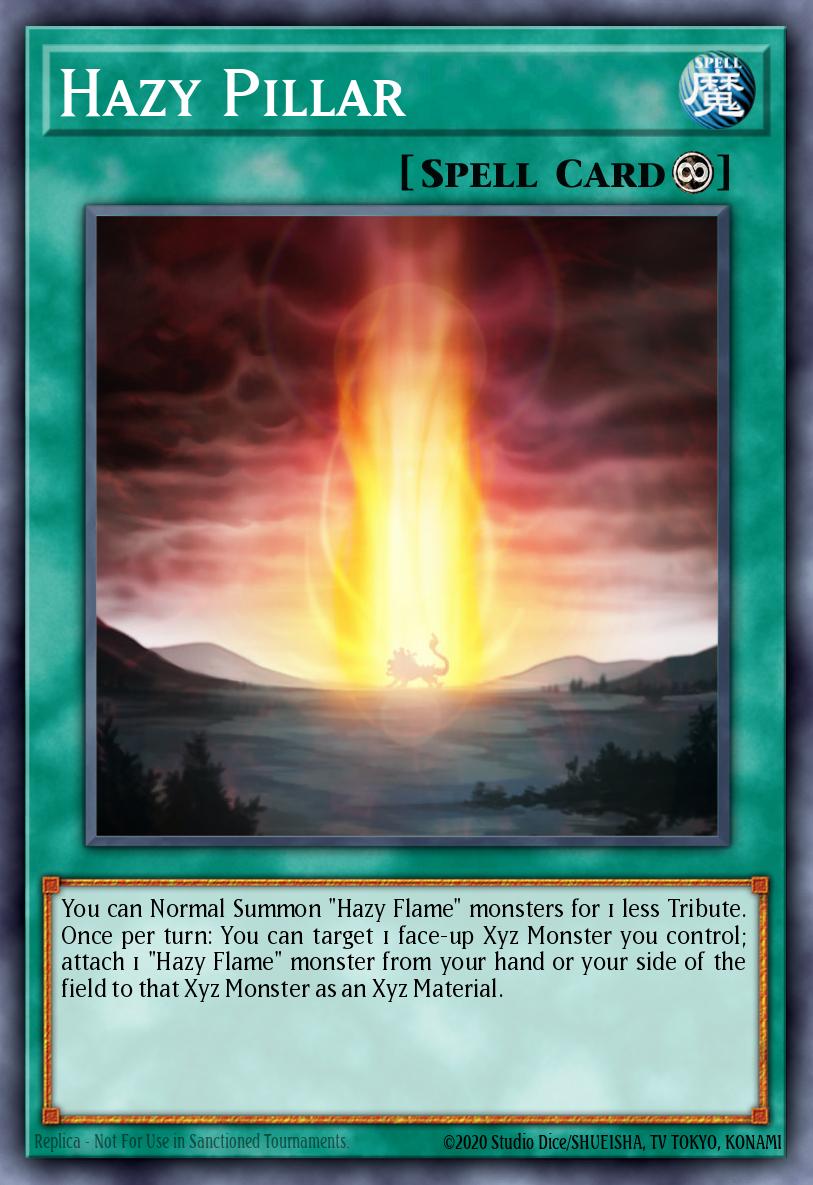 Hazy Pillar
SPELL
魔
[Spell Card]
You can Normal Summon "Hazy Flame" monsters for 1 less Tribute.
Once per turn: You can target 1 face-up Xyz Monster you control;
attach 1 "Hazy Flame" monster from your hand or your side of the
field to that Xyz Monster as an Xyz Material.
Replica - Not For Use in Sanctioned Tournaments.
©2020 Studio Dice/SHUEISHA, TV TOKYO, KONAMI